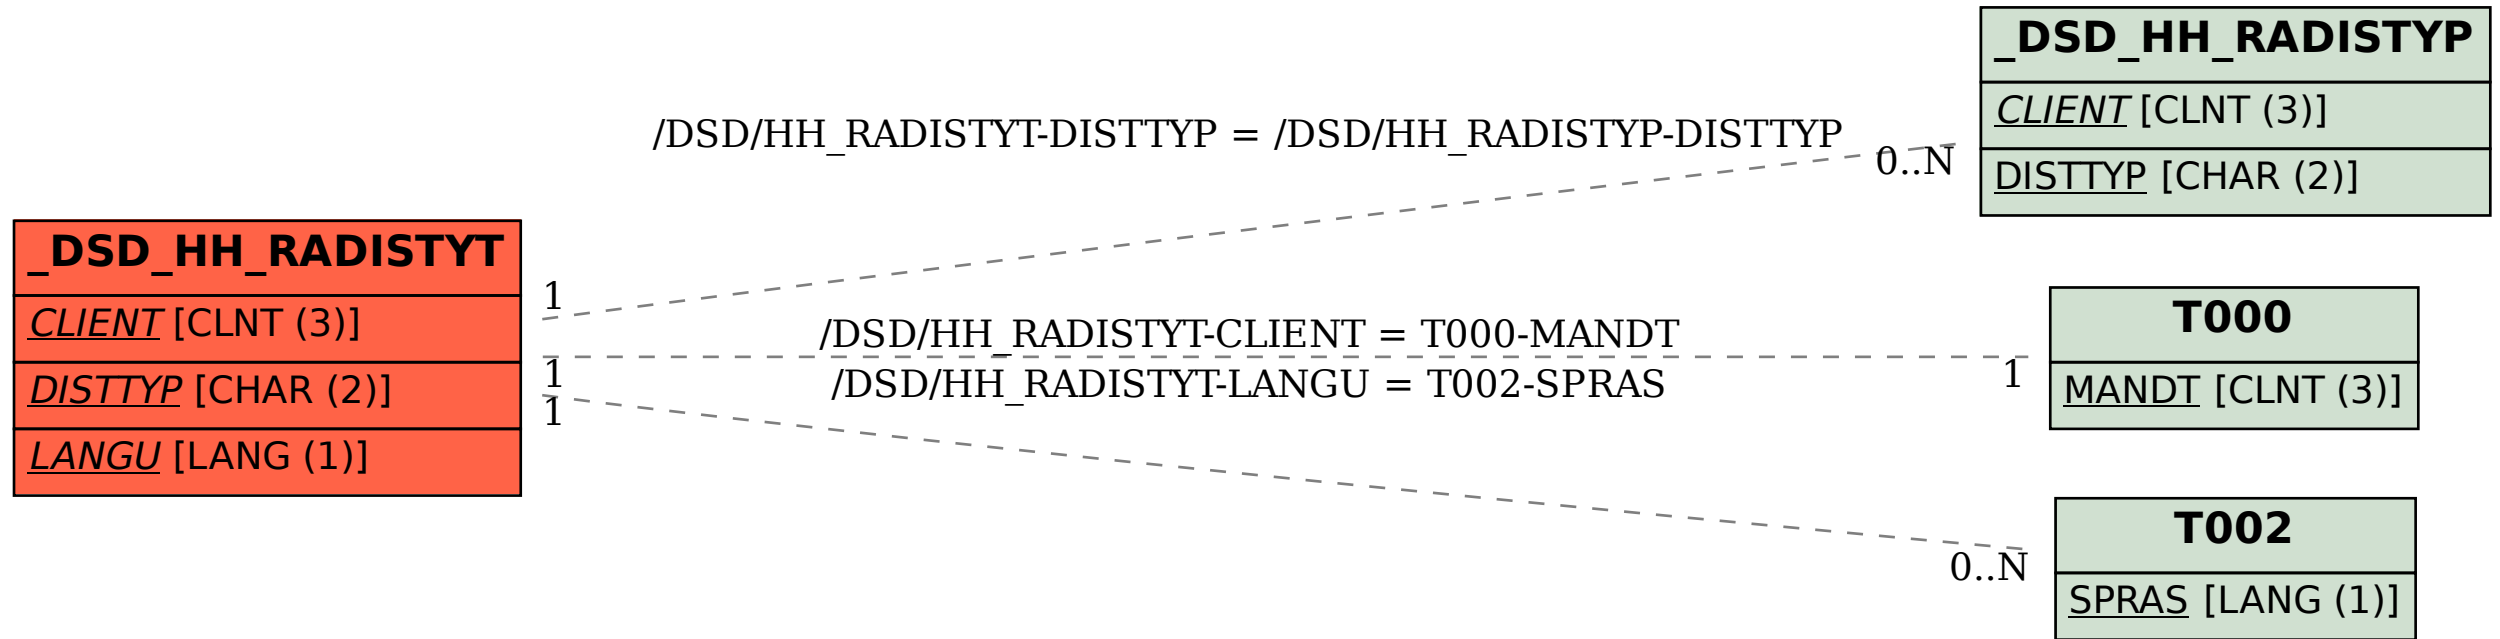 _DSD_HH_RADISTYP
CLIENT [CLNT (3)]
DISTTYP [CHAR (2)]
/DSD/HH_RADISTYT-DISTTYP = /DSD/HH_RADISTYP-DISTTYP
0..N
1
_DSD_HH_RADISTYT
CLIENT [CLNT (3)]
DISTTYP [CHAR (2)]
LANGU [LANG (1)]
/DSD/HH_RADISTYT-CLIENT = T000-MANDT
1
1
T000
MANDT [CLNT (3)]
/DSD/HH_RADISTYT-LANGU = T002-SPRAS
1
0..N
T002
SPRAS [LANG (1)]